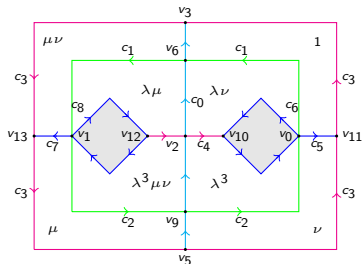 v₃
μν 1
c₁ v₆ c₁
c₃ c₃
λμ λν
c₈ c₀ c₆
v₁₃ v₁ v₁₂ v₂ v₁₀ v₀ v₁₁
c₇ c₄ c₅
λ³μν λ³
c₃ c₃
v₉
c₂ c₂
μ ν
v₅